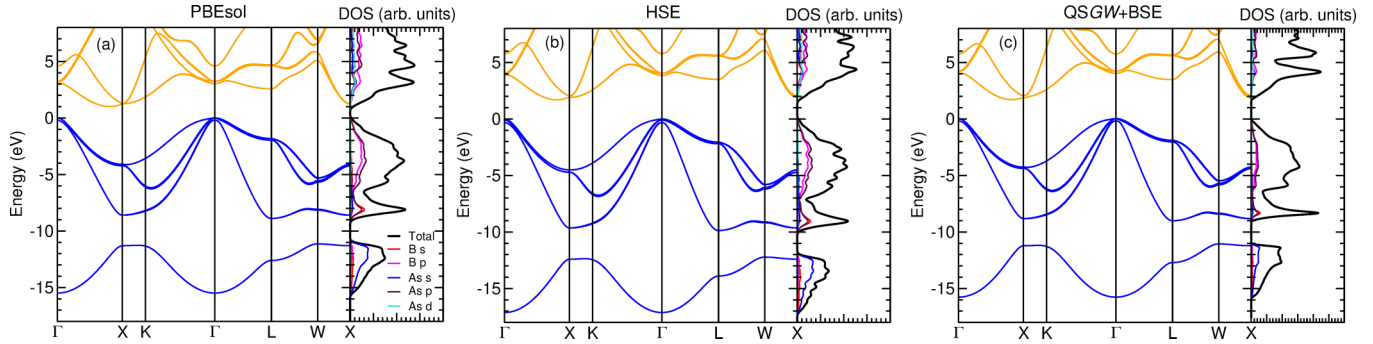 PBEsol
DOS (arb. units)
(a)
Energy (eV)
5
0
-5
-10
-15
Γ X K Γ L W X
Total
B s
B p
As s
As p
As d
HSE
DOS (arb. units)
(b)
Energy (eV)
5
0
-5
-10
-15
Γ X K Γ L W X
QSGW+BSE
DOS (arb. units)
(c)
Energy (eV)
5
0
-5
-10
-15
Γ X K Γ L W X